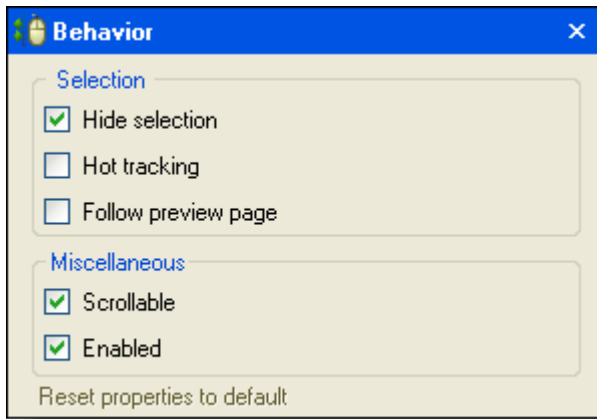 Behavior
Selection
Hide selection
Hot tracking
Follow preview page
Miscellaneous
Scrollable
Enabled
Reset properties to default